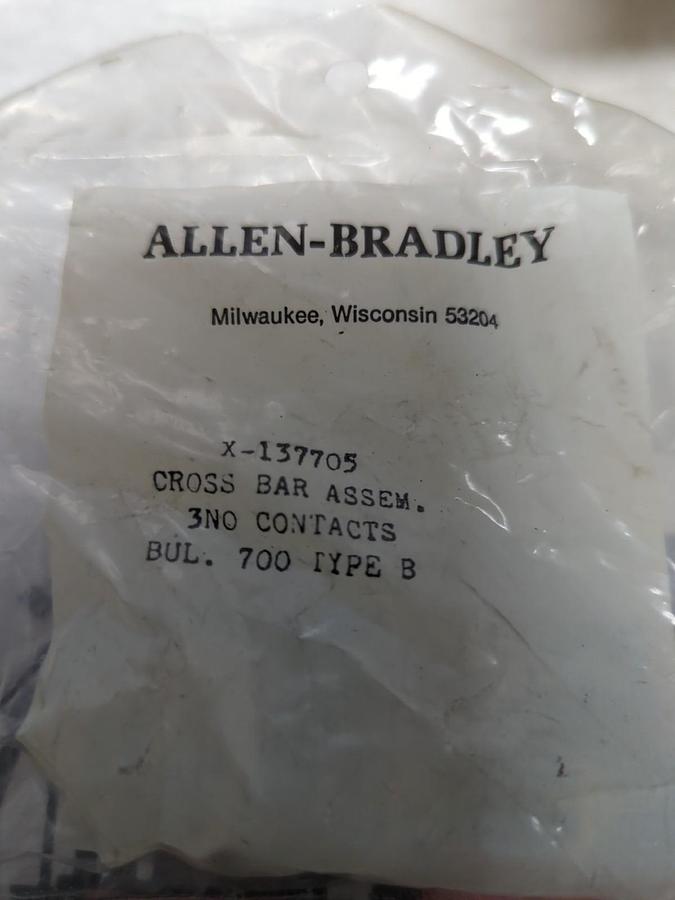 ALLEN-BRADLEY
Milwaukee, Wisconsin 53204
X-137705
CROSS BAR ASSEM.
3NO CONTACTS
BUL. 700 TYPE B